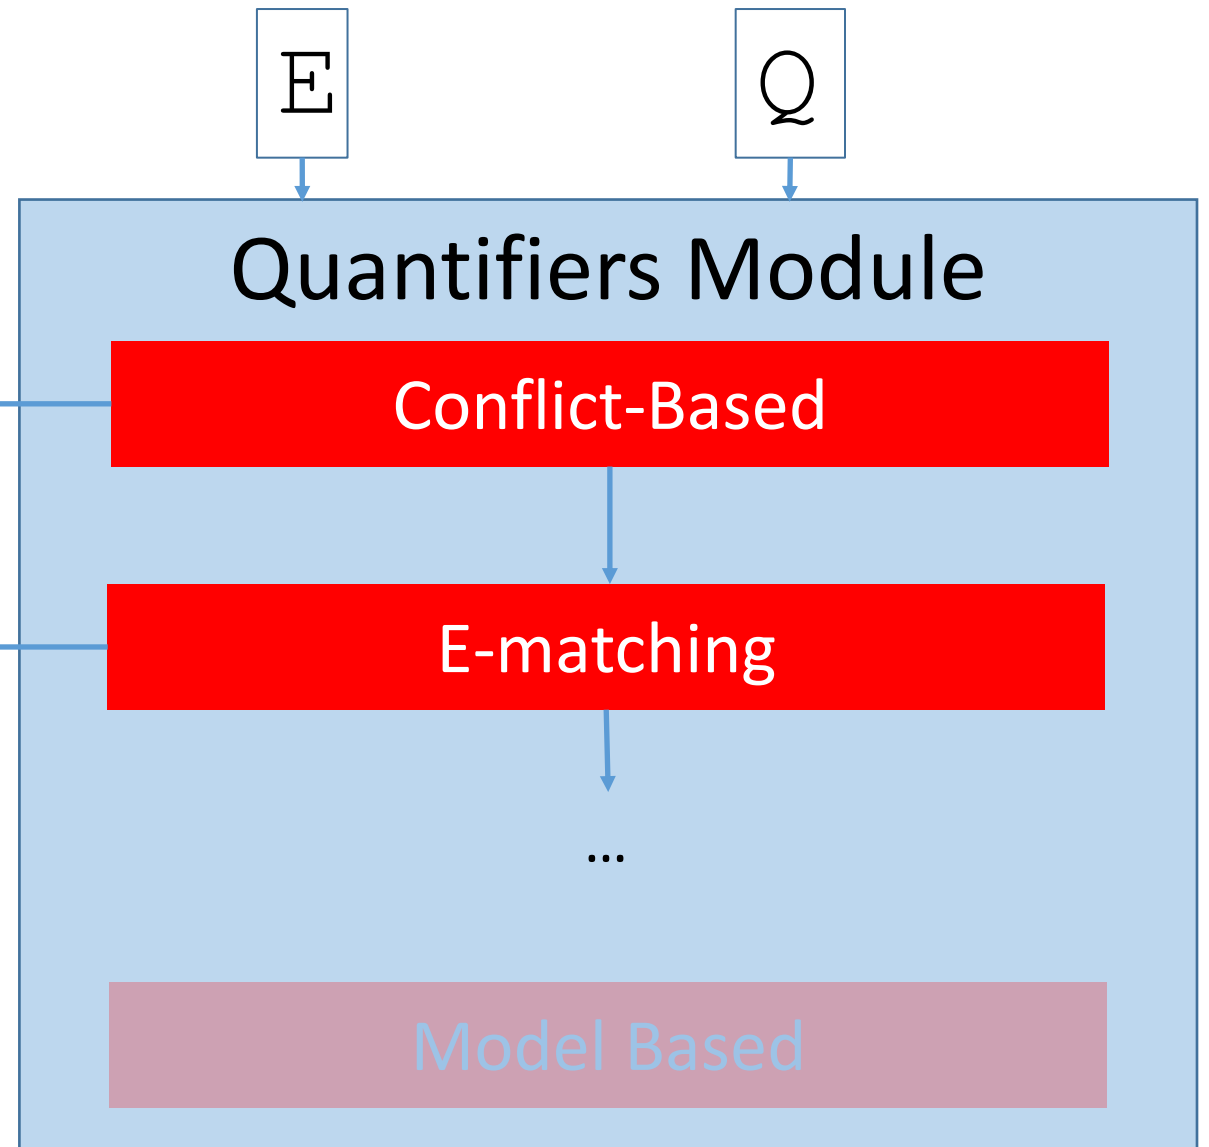 E
Q
Quantifiers Module
Conflict-Based
E-matching
…
Model Based